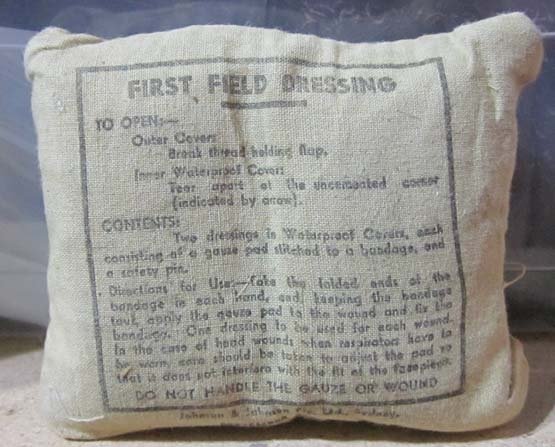 FIRST FIELD DRESSING
TO OPEN:—
Outer Cover:
Break thread holding flap.
Inner Waterproof Cover:
Tear apart at the uncemented corner
(indicated by arrow).
CONTENTS:
Two dressings in Waterproof Covers, each
consisting of a gauze pad stitched to a bandage, and
a safety pin.
Directions for Use:—Take the folded ends of the
bandage in each hand, and, keeping the bandage
taut, apply the gauze pad to the wound and fix the
bandage. One dressing to be used for each wound.
In the case of head wounds when respirators have to
be worn, care should be taken to adjust the pad so
that it does not interfere with the fit of the facepiece.
DO NOT HANDLE THE GAUZE OR WOUND
Johnson & Johnson Pty. Ltd., Sydney.